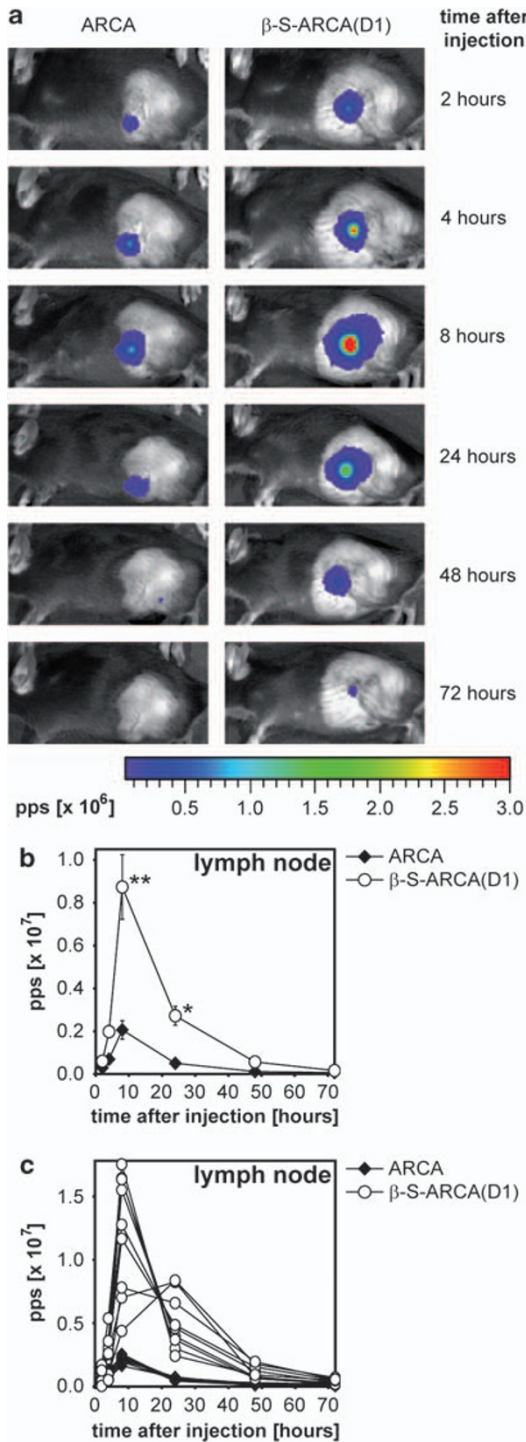 a
ARCA β-S-ARCA(D1) time after injection
2 hours
4 hours
8 hours
24 hours
48 hours
72 hours
pps [x 10⁶] 0.5 1.0 1.5 2.0 2.5 3.0
b
lymph node
ARCA
β-S-ARCA(D1)
pps [x 10⁷]
1.0
0.8
0.6
0.4
0.2
0.0
**
*
0 10 20 30 40 50 60 70
time after injection [hours]
c
lymph node
ARCA
β-S-ARCA(D1)
pps [x 10⁷]
1.5
1.0
0.5
0.0
0 10 20 30 40 50 60 70
time after injection [hours]